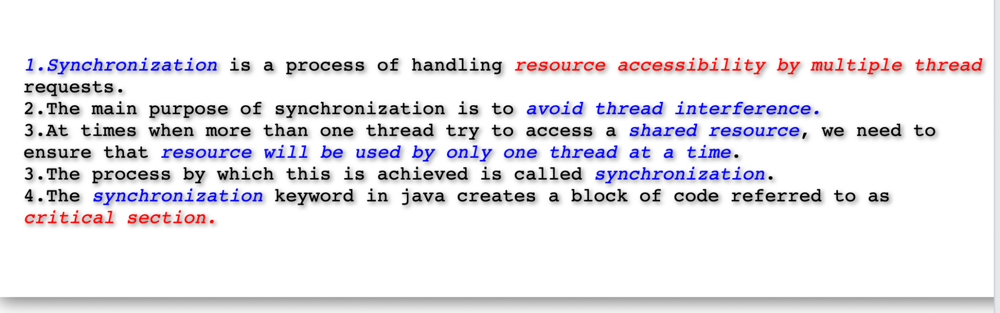 1.Synchronization is a process of handling resource accessibility by multiple thread
requests.
2.The main purpose of synchronization is to avoid thread interference.
3.At times when more than one thread try to access a shared resource, we need to
ensure that resource will be used by only one thread at a time.
3.The process by which this is achieved is called synchronization.
4.The synchronization keyword in java creates a block of code referred to as
critical section.